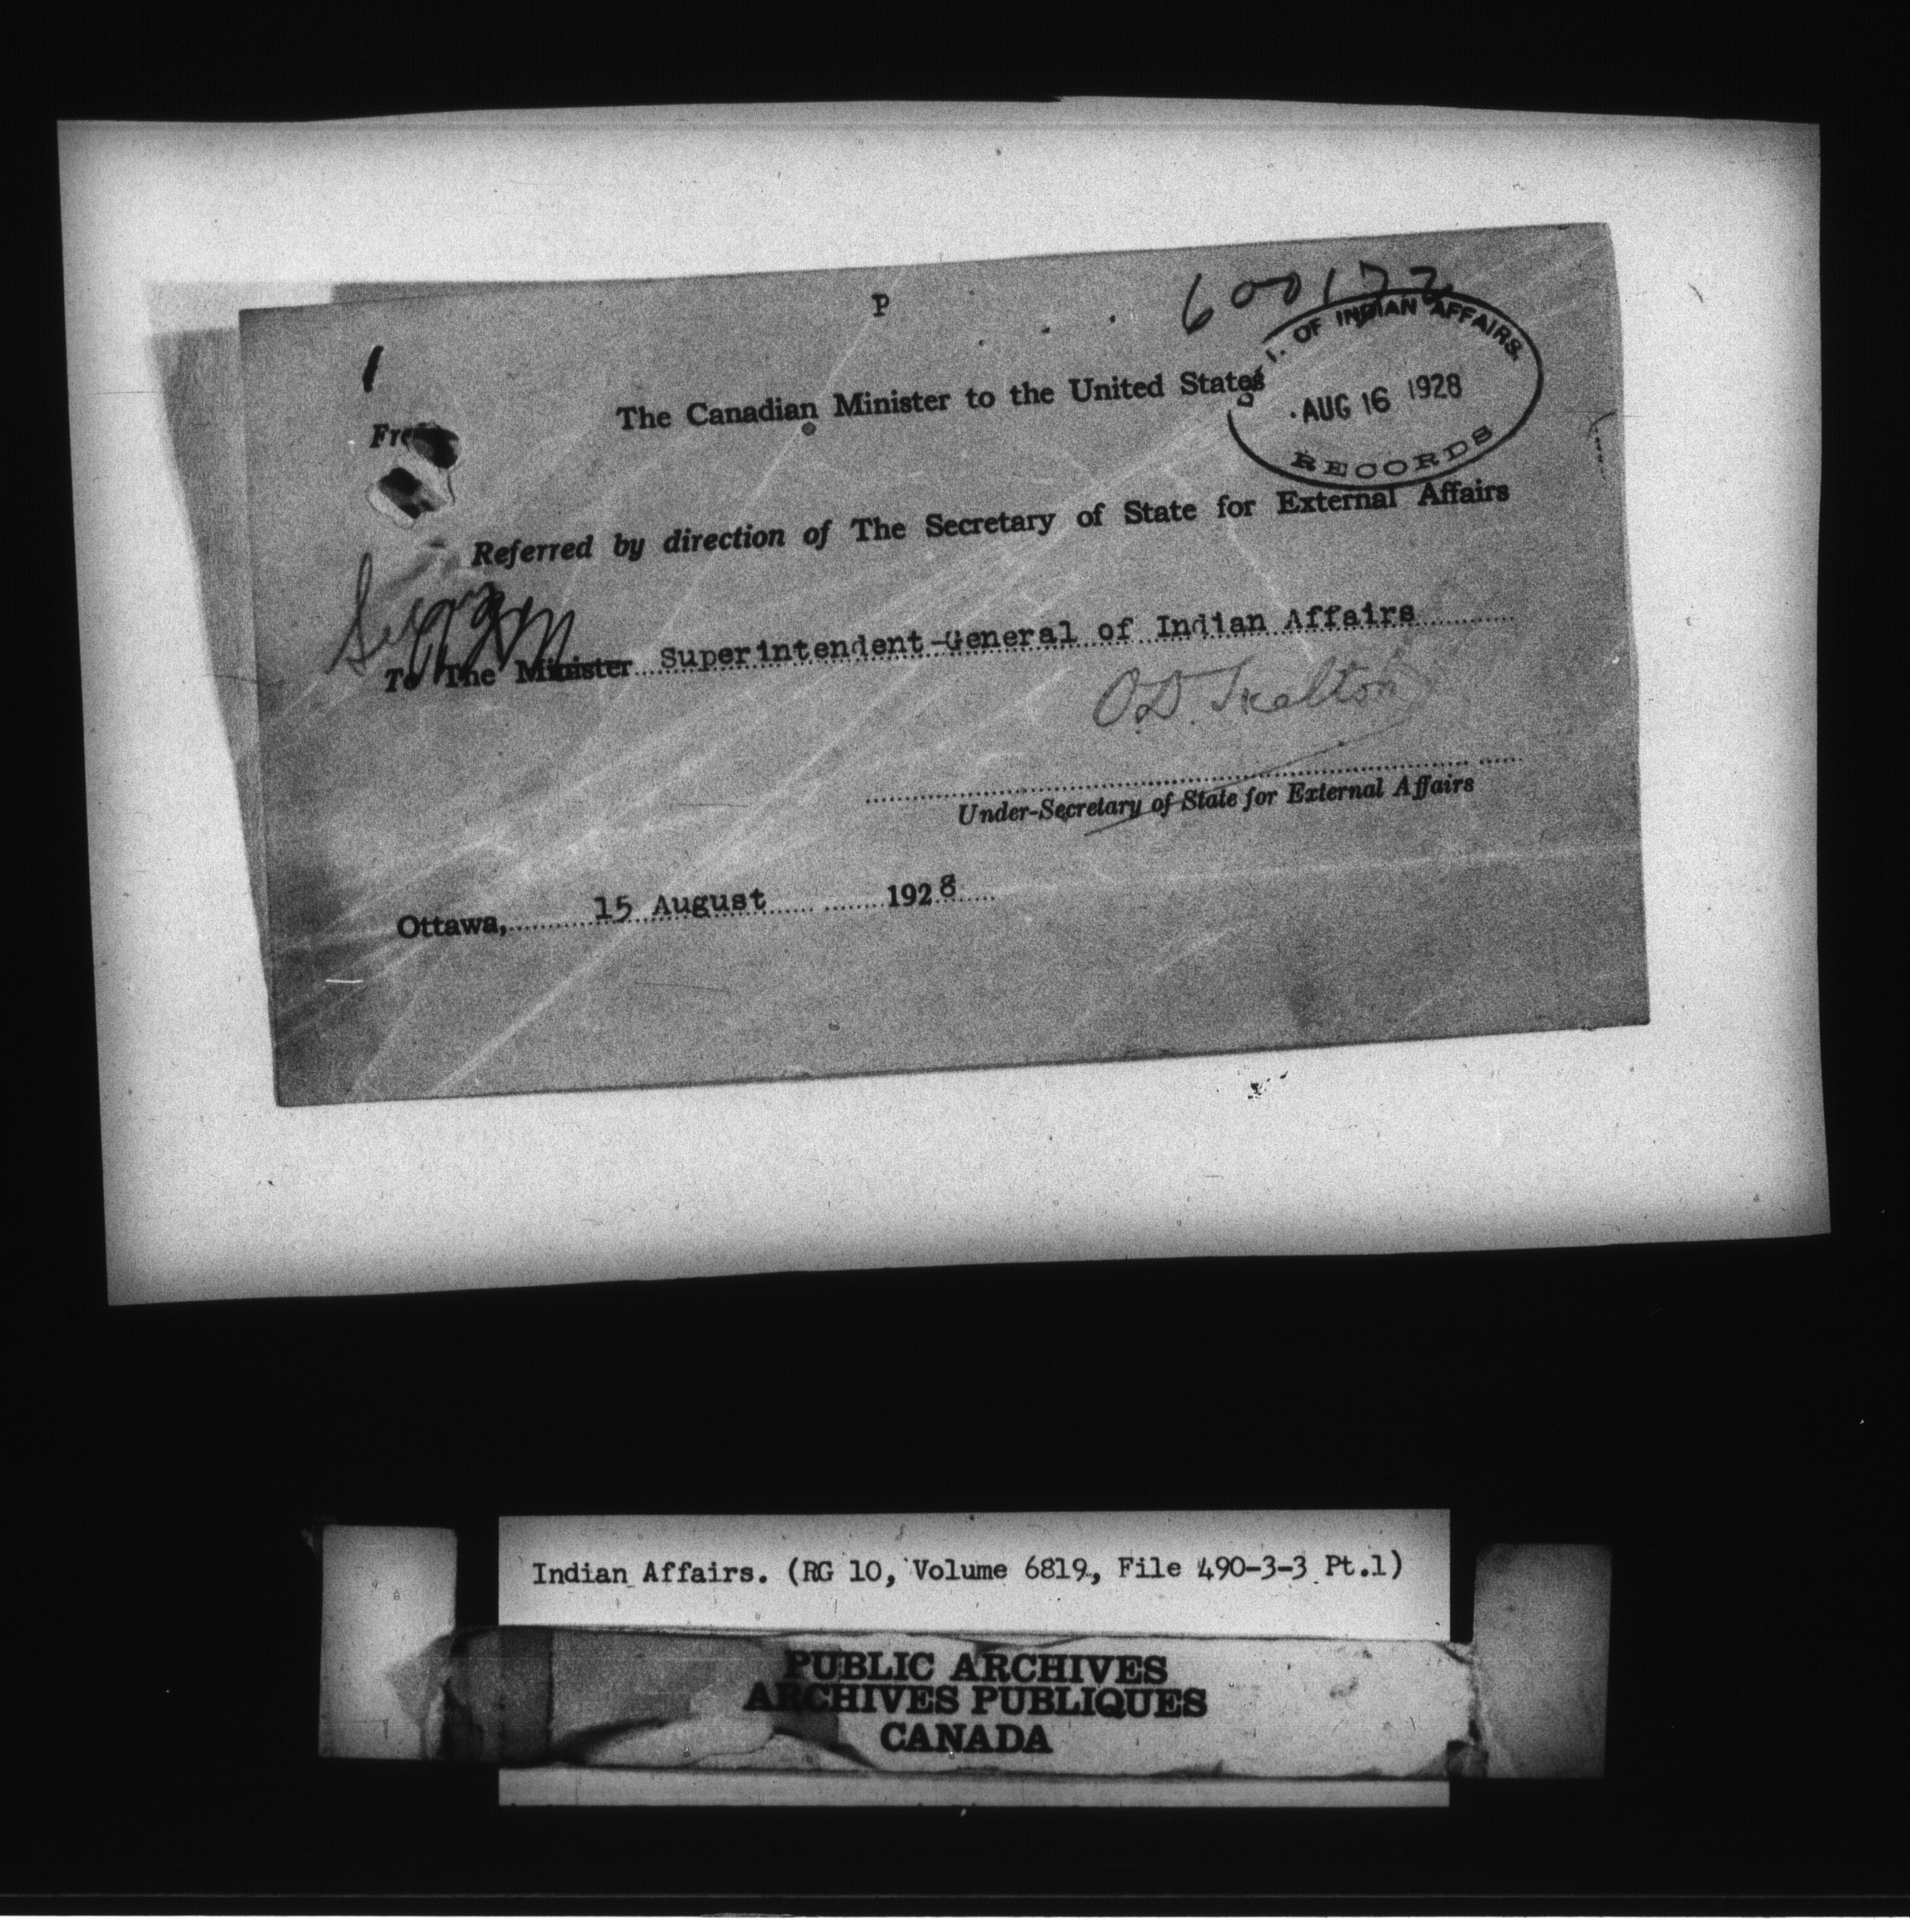 P
600172
D I. OF INDIAN AFFAIRS.
AUG 16 1928
RECORDS
From The Canadian Minister to the United States
Referred by direction of The Secretary of State for External Affairs
To The Minister Superintendent-General of Indian Affairs
O.D. Skelton
Under-Secretary of State for External Affairs
Ottawa, 15 August 1928
Indian Affairs. (RG 10, Volume 6819, File 490-3-3 Pt.1)
PUBLIC ARCHIVES
ARCHIVES PUBLIQUES
CANADA